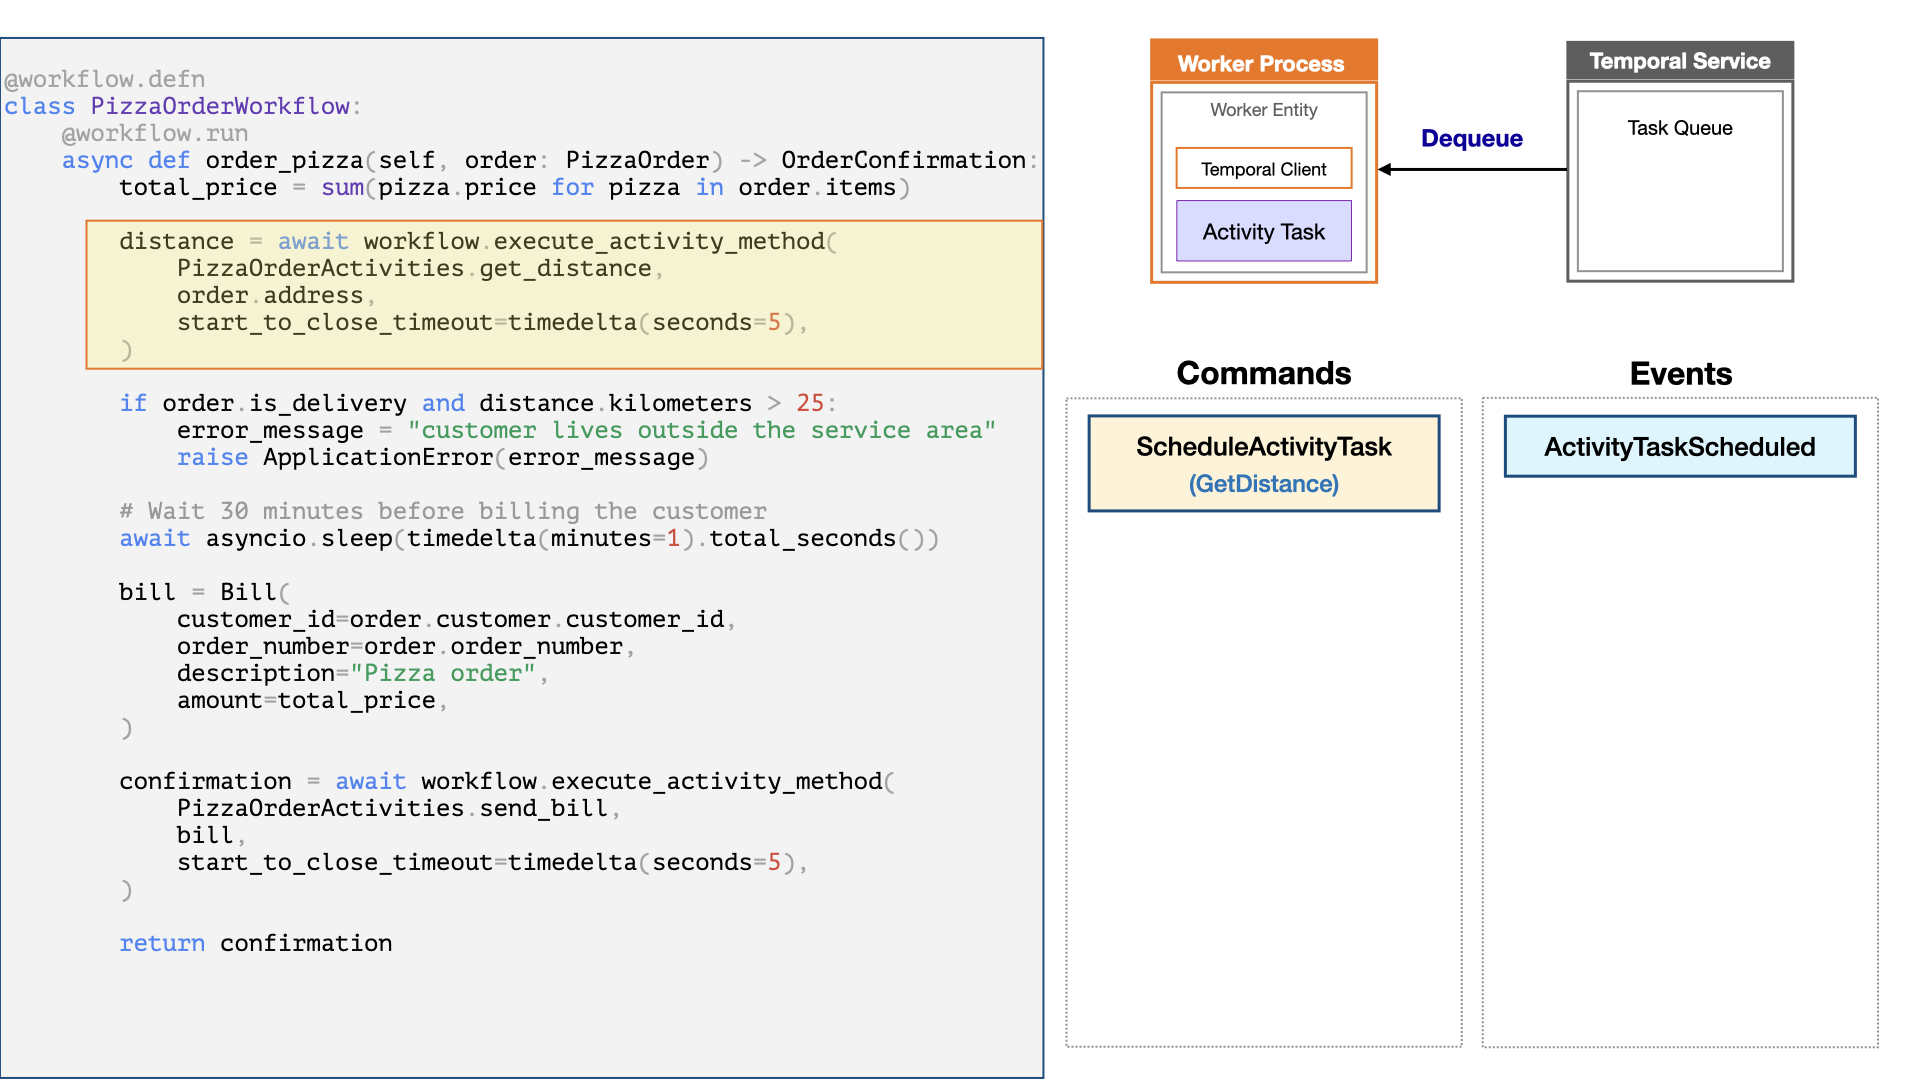 @workflow.defn
class PizzaOrderWorkflow:
    @workflow.run
    async def order_pizza(self, order: PizzaOrder) -> OrderConfirmation:
        total_price = sum(pizza.price for pizza in order.items)
        distance = await workflow.execute_activity_method(
            PizzaOrderActivities.get_distance,
            order.address,
            start_to_close_timeout=timedelta(seconds=5),
        )
        if order.is_delivery and distance.kilometers > 25:
            error_message = "customer lives outside the service area"
            raise ApplicationError(error_message)
        # Wait 30 minutes before billing the customer
        await asyncio.sleep(timedelta(minutes=1).total_seconds())
        bill = Bill(
            customer_id=order.customer.customer_id,
            order_number=order.order_number,
            description="Pizza order",
            amount=total_price,
        )
        confirmation = await workflow.execute_activity_method(
            PizzaOrderActivities.send_bill,
            bill,
            start_to_close_timeout=timedelta(seconds=5),
        )
        return confirmation
Worker Process
Worker Entity
Temporal Client
Activity Task
Dequeue
Temporal Service
Task Queue
Commands
ScheduleActivityTask
(GetDistance)
Events
ActivityTaskScheduled